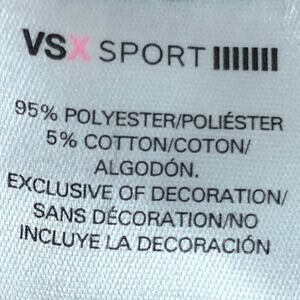 VSX SPORT
95% POLYESTER/POLIÉSTER
5% COTTON/COTON/
ALGODÓN.
EXCLUSIVE OF DECORATION/
SANS DÉCORATION/NO
INCLUYE LA DECORACIÓN